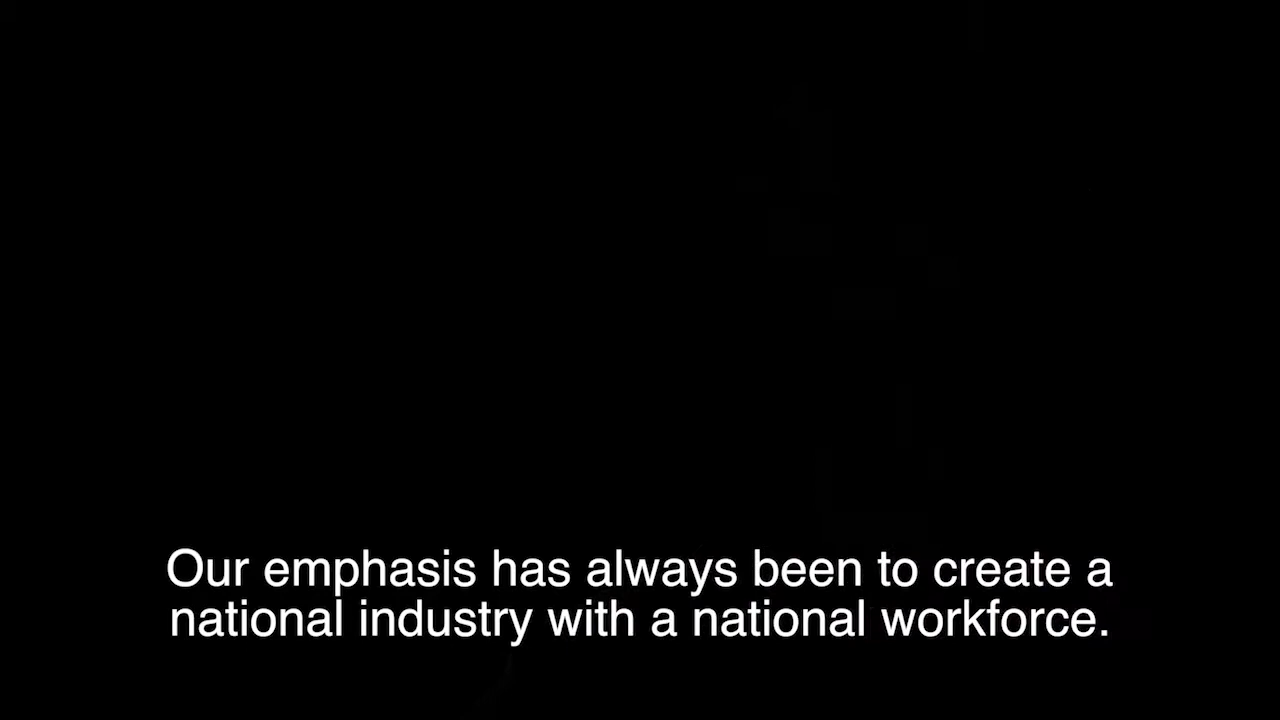 Our emphasis has always been to create a
national industry with a national workforce.